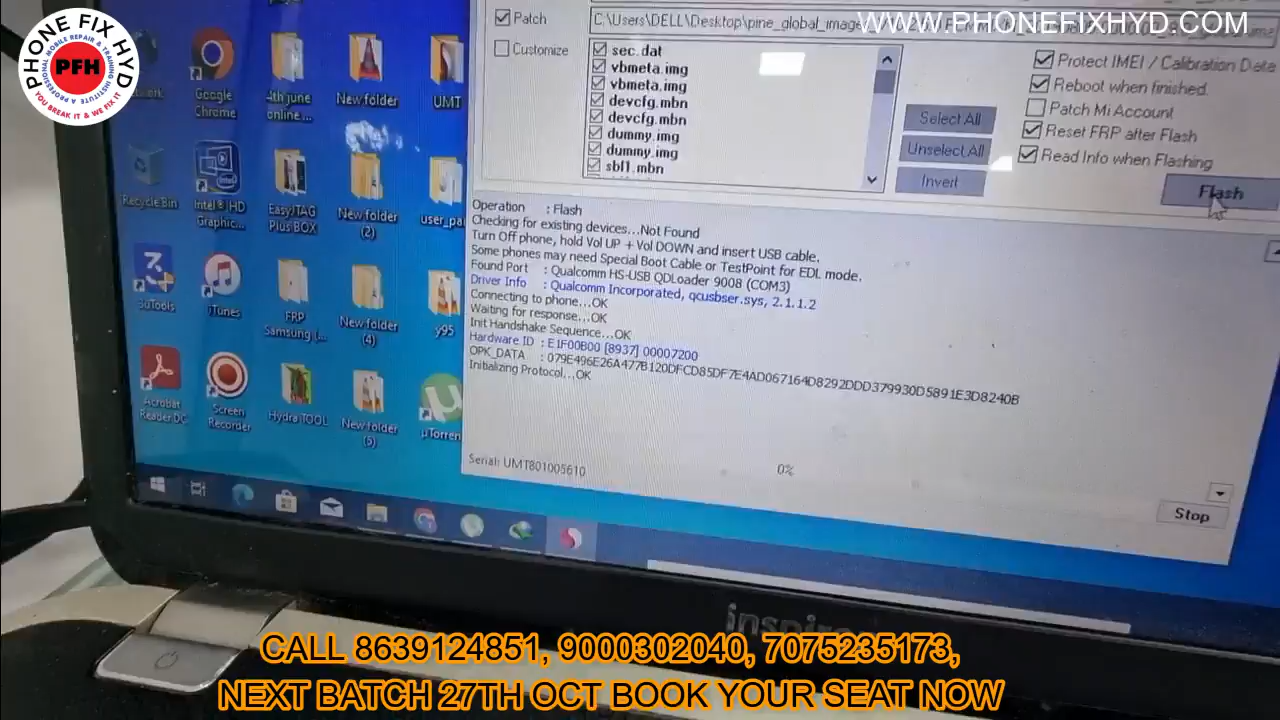 PHONE FIX HYD
MOBILE REPAIR & TRAINING INSTITUTE
A PROFESSIONAL
PFH
YOU BREAK IT & WE FIX IT
WWW.PHONEFIXHYD.COM
Patch
C:\Users\DELL\Desktop\pine_global_image
Customize
sec.dat
vbmeta.img
vbmeta.img
devcfg.mbn
devcfg.mbn
dummy.img
dummy.img
sbl1.mbn
Select All
Unselect All
Invert
Protect IMEI / Calibration Data
Reboot when finished.
Patch Mi Account
Reset FRP after Flash
Read Info when Flashing
Flash
Google
Chrome
4th june
online ...
New folder
UMT
Recycle Bin
Intel® HD
Graphic...
EasyJTAG
Plus BOX
New folder
(2)
user_pa
3uTools
iTunes
FRP
Samsung (...
New folder
(4)
y95
Acrobat
Reader DC
Screen
Recorder
Hydra TOOL
New folder
(5)
µTorren
Operation : Flash
Checking for existing devices...Not Found
Turn Off phone, hold Vol UP + Vol DOWN and insert USB cable.
Some phones may need Special Boot Cable or TestPoint for EDL mode.
Found Port : Qualcomm HS-USB QDLoader 9008 (COM3)
Driver Info : Qualcomm Incorporated, qcusbser.sys, 2.1.1.2
Connecting to phone...OK
Waiting for response...OK
Init Handshake Sequence...OK
Hardware ID : E1F00B00 [8937] 00007200
OPK_DATA : 079E496E26A477B120DFCD85DF7E4AD067164D8292DDD379930D5891E3D8240B
Initializing Protocol...OK
Serial: UMT801005610
0%
Stop
CALL 8639124851, 9000302040, 7075235173,
NEXT BATCH 27TH OCT BOOK YOUR SEAT NOW